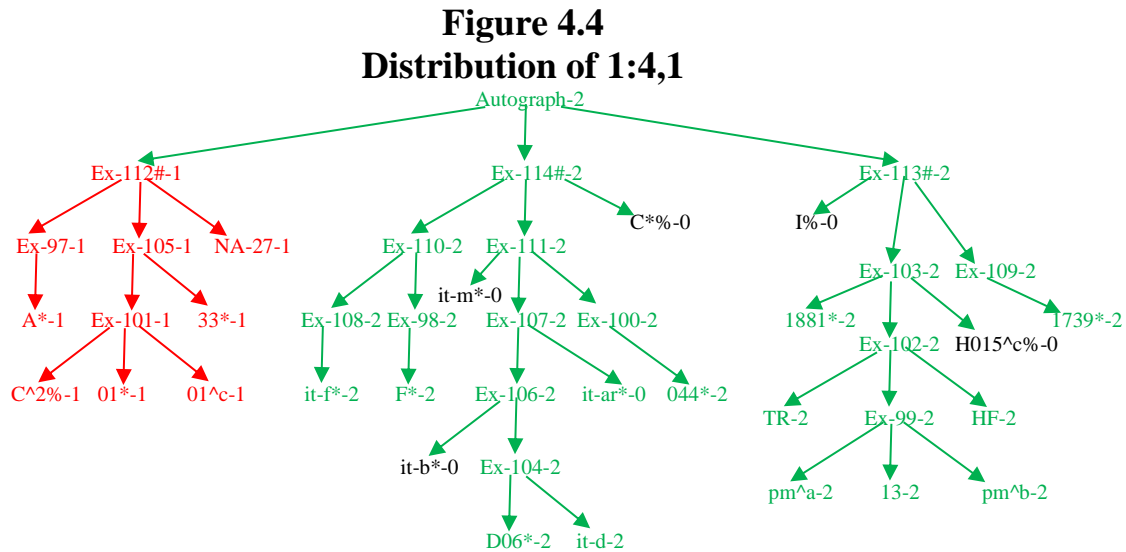 Figure 4.4
Distribution of 1:4,1
Autograph-2
Ex-112#-1 Ex-114#-2 Ex-113#-2
C*%-0 I%-0
Ex-97-1 Ex-105-1 NA-27-1 Ex-110-2 Ex-111-2
Ex-103-2 Ex-109-2
it-m*-0
A*-1 Ex-101-1 33*-1 Ex-108-2 Ex-98-2 Ex-107-2 Ex-100-2 1881*-2 1739*-2
Ex-102-2 H015^c%-0
C^2%-1 01*-1 01^c-1 it-f*-2 F*-2 Ex-106-2 it-ar*-0 044*-2
TR-2 Ex-99-2 HF-2
it-b*-0 Ex-104-2
pm^a-2 13-2 pm^b-2
D06*-2 it-d-2